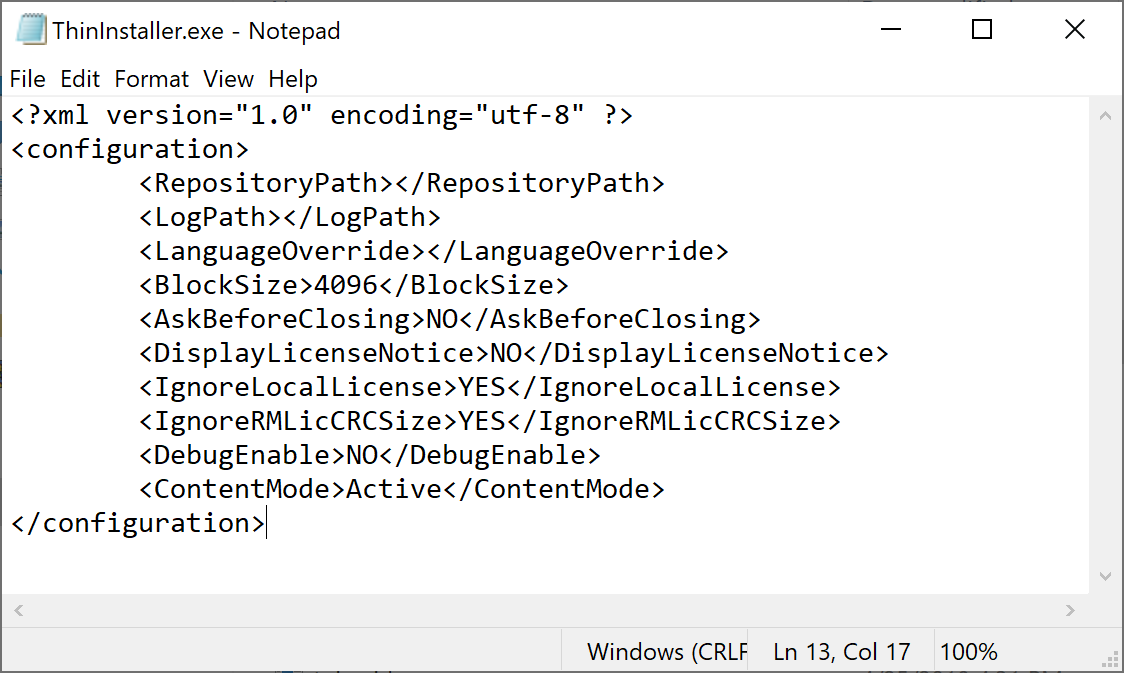 ThinInstaller.exe - Notepad
File Edit Format View Help
<?xml version="1.0" encoding="utf-8" ?>
<configuration>
        <RepositoryPath></RepositoryPath>
        <LogPath></LogPath>
        <LanguageOverride></LanguageOverride>
        <BlockSize>4096</BlockSize>
        <AskBeforeClosing>NO</AskBeforeClosing>
        <DisplayLicenseNotice>NO</DisplayLicenseNotice>
        <IgnoreLocalLicense>YES</IgnoreLocalLicense>
        <IgnoreRMLicCRCSize>YES</IgnoreRMLicCRCSize>
        <DebugEnable>NO</DebugEnable>
        <ContentMode>Active</ContentMode>
</configuration>
Windows (CRLF Ln 13, Col 17 100%